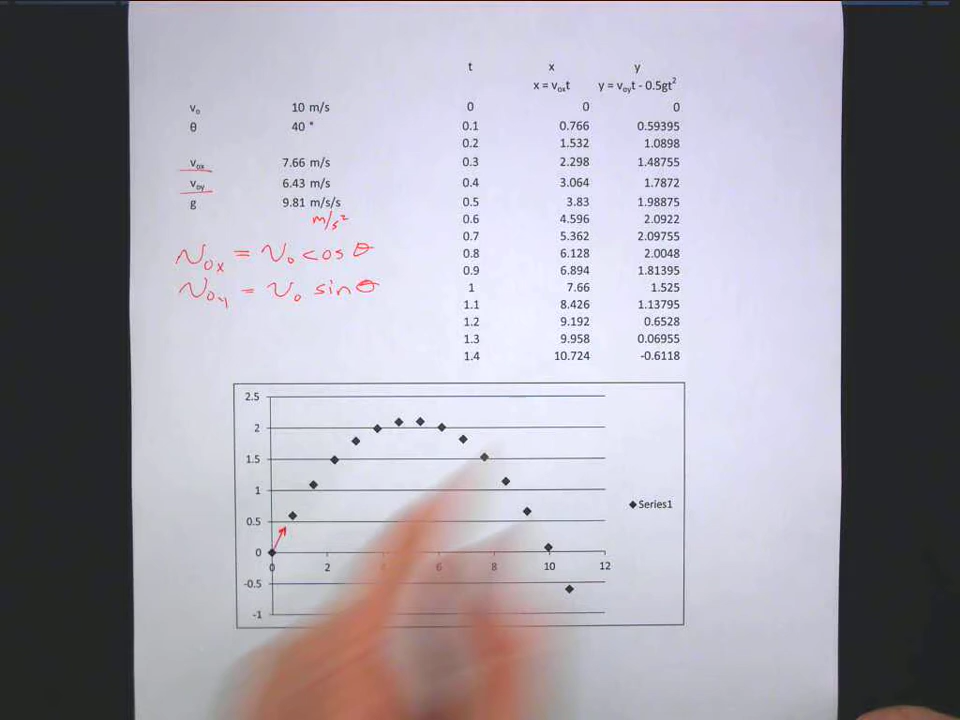 t x y
x = v₀ₓt y = v₀ᵧt - 0.5gt²
v₀ 10 m/s 0 0 0
θ 40 ° 0.1 0.766 0.59395
0.2 1.532 1.0898
v₀ₓ 7.66 m/s 0.3 2.298 1.48755
v₀ᵧ 6.43 m/s 0.4 3.064 1.7872
g 9.81 m/s/s 0.5 3.83 1.98875
m/s² 0.6 4.596 2.0922
0.7 5.362 2.09755
v₀ₓ = v₀ cos θ 0.8 6.128 2.0048
0.9 6.894 1.81395
v₀ᵧ = v₀ sin θ 1 7.66 1.525
1.1 8.426 1.13795
1.2 9.192 0.6528
1.3 9.958 0.06955
1.4 10.724 -0.6118
2.5
2
1.5
1
0.5
0
-0.5
-1
0 2 4 6 8 10 12
Series1